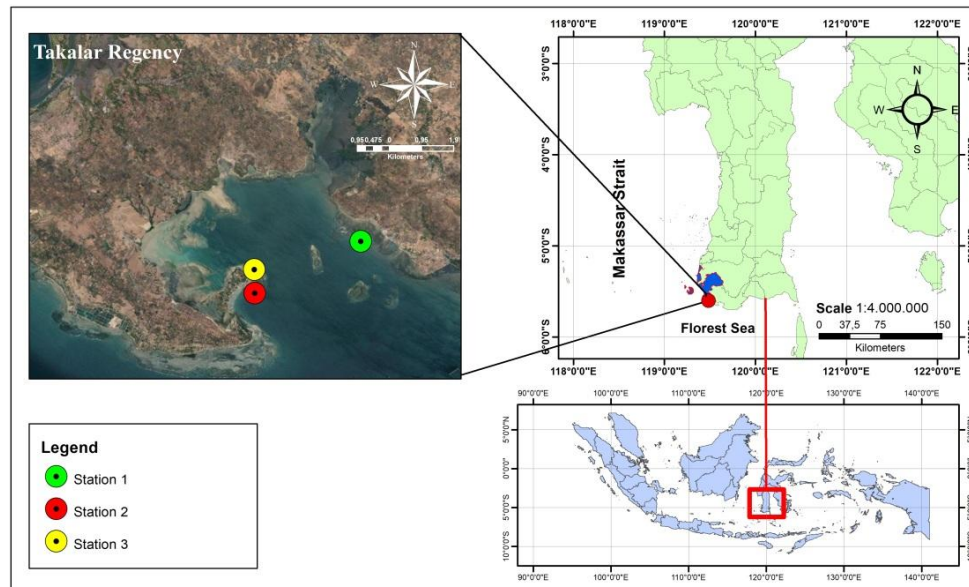 Takalar Regency
N
W E
S
0,95 0,475 0 0,95 1,9
Kilometers
118°0'0"E 119°0'0"E 120°0'0"E 121°0'0"E 122°0'0"E
3°0'0"S
4°0'0"S
5°0'0"S
6°0'0"S
N
W E
S
Makassar Strait
Florest Sea
Scale 1:4.000.000
0 37,5 75 150
Kilometers
118°0'0"E 119°0'0"E 120°0'0"E 121°0'0"E 122°0'0"E
90°0'0"E 100°0'0"E 110°0'0"E 120°0'0"E 130°0'0"E 140°0'0"E
5°0'0"N
0°0'0"
5°0'0"S
10°0'0"S
90°0'0"E 100°0'0"E 110°0'0"E 120°0'0"E 130°0'0"E 140°0'0"E
Legend
Station 1
Station 2
Station 3